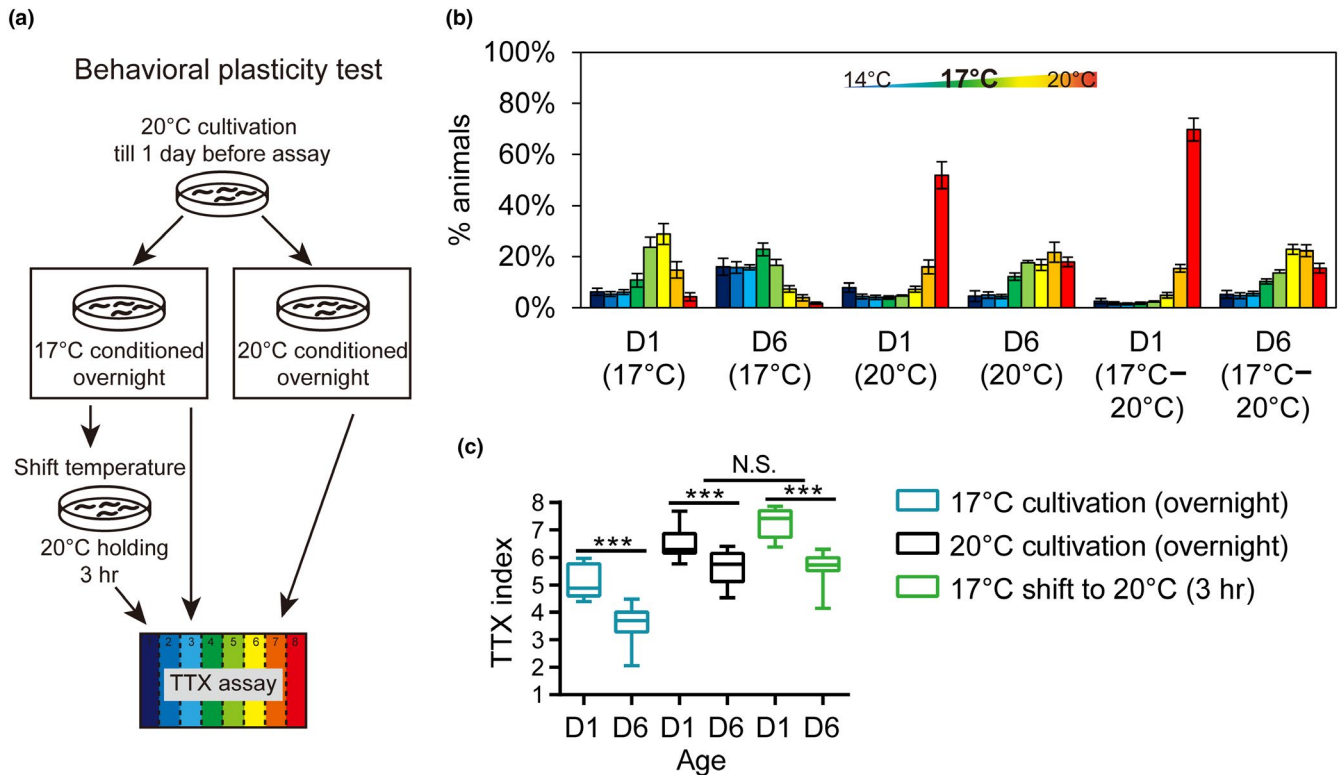 (a)
Behavioral plasticity test
20°C cultivation
till 1 day before assay
17°C conditioned
overnight
20°C conditioned
overnight
Shift temperature
20°C holding
3 hr
2 3 4 5 6 7 8
TTX assay
(b)
100%
80%
60%
40%
20%
0%
% animals
14°C 17°C 20°C
D1
(17°C)
D6
(17°C)
D1
(20°C)
D6
(20°C)
D1
(17°C–
20°C)
D6
(17°C–
20°C)
(c)
N.S.
***
***
***
8
7
6
5
4
3
2
1
TTX index
D1 D6 D1 D6 D1 D6
Age
17°C cultivation (overnight)
20°C cultivation (overnight)
17°C shift to 20°C (3 hr)